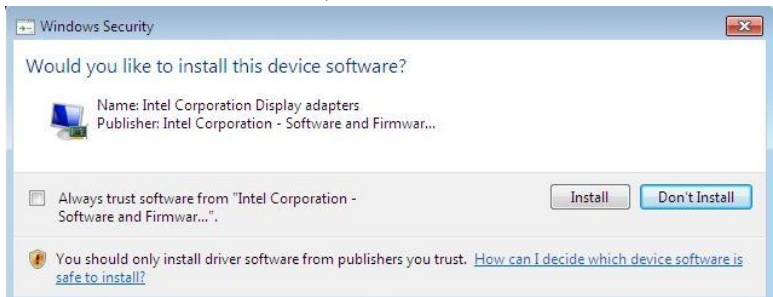 Windows Security
Would you like to install this device software?
Name: Intel Corporation Display adapters
Publisher: Intel Corporation - Software and Firmwar...
Always trust software from "Intel Corporation -
Software and Firmwar...".
Install
Don't Install
You should only install driver software from publishers you trust. How can I decide which device software is
safe to install?